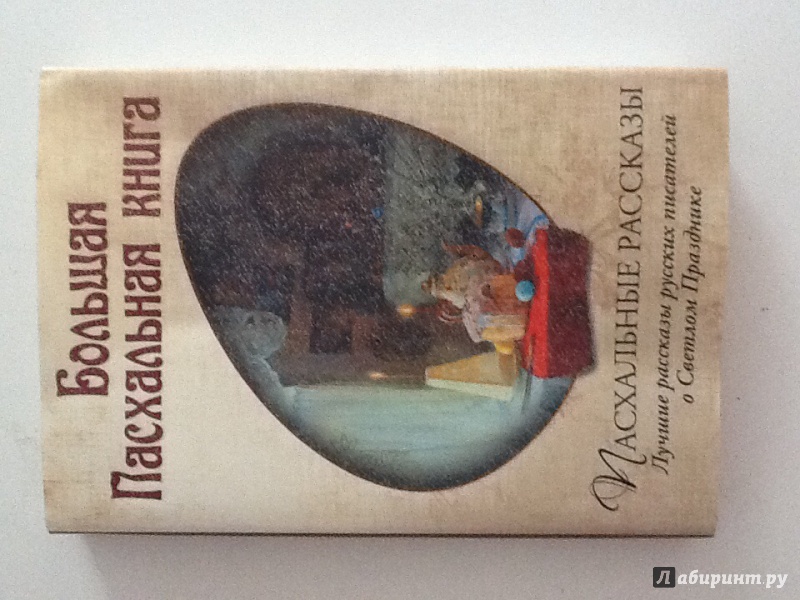 Большая
Пасхальная книга
Пасхальные рассказы
Лучшие рассказы русских писателей
о Светлом Празднике
Лабиринт.ру